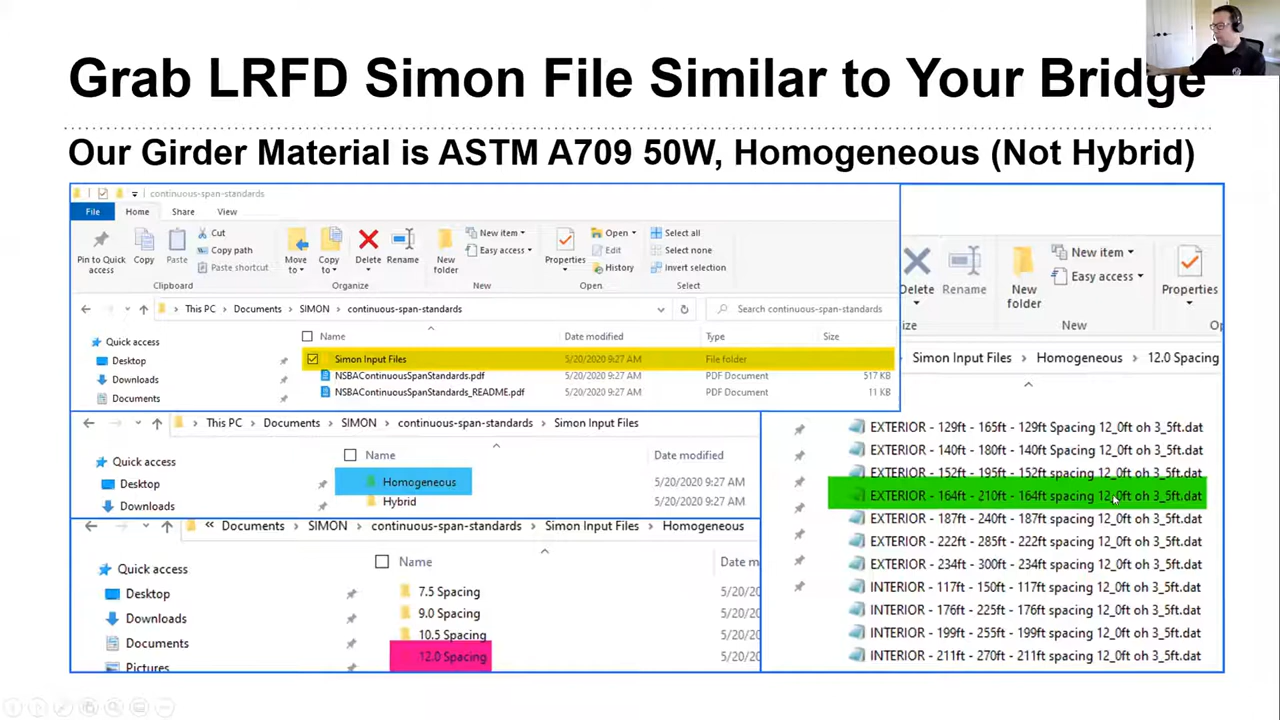 Grab LRFD Simon File Similar to Your Bridge
Our Girder Material is ASTM A709 50W, Homogeneous (Not Hybrid)
continuous-span-standards
File Home Share View
Pin to Quick access
Copy
Paste
Cut
Copy path
Paste shortcut
Clipboard
Move to
Copy to
Delete
Rename
Organize
New folder
New item
Easy access
New
Properties
Open
Edit
History
Open
Select all
Select none
Invert selection
Select
This PC Documents SIMON continuous-span-standards
Search continuous-span-standards
Quick access
Desktop
Downloads
Documents
Name Date modified Type Size
Simon Input Files 5/20/2020 9:27 AM File folder
NSBAContinuousSpanStandards.pdf 5/20/2020 9:27 AM PDF Document 517 KB
NSBAContinuousSpanStandards_README.pdf 5/20/2020 9:27 AM PDF Document 11 KB
This PC Documents SIMON continuous-span-standards Simon Input Files
Quick access
Desktop
Downloads
Name Date modified
Homogeneous 5/20/2020 9:27 AM
Hybrid 5/20/2020 9:27 AM
« Documents SIMON continuous-span-standards Simon Input Files Homogeneous
Quick access
Desktop
Downloads
Documents
Pictures
Name Date m
7.5 Spacing 5/20/20
9.0 Spacing 5/20/20
10.5 Spacing 5/20/20
12.0 Spacing 5/20/20
Delete
Rename
New folder
New item
Easy access
New
Properties
Simon Input Files Homogeneous 12.0 Spacing
EXTERIOR - 129ft - 165ft - 129ft Spacing 12_0ft oh 3_5ft.dat
EXTERIOR - 140ft - 180ft - 140ft Spacing 12_0ft oh 3_5ft.dat
EXTERIOR - 152ft - 195ft - 152ft spacing 12_0ft oh 3_5ft.dat
EXTERIOR - 164ft - 210ft - 164ft spacing 12_0ft oh 3_5ft.dat
EXTERIOR - 187ft - 240ft - 187ft spacing 12_0ft oh 3_5ft.dat
EXTERIOR - 222ft - 285ft - 222ft spacing 12_0ft oh 3_5ft.dat
EXTERIOR - 234ft - 300ft - 234ft spacing 12_0ft oh 3_5ft.dat
INTERIOR - 117ft - 150ft - 117ft spacing 12_0ft oh 3_5ft.dat
INTERIOR - 176ft - 225ft - 176ft spacing 12_0ft oh 3_5ft.dat
INTERIOR - 199ft - 255ft - 199ft spacing 12_0ft oh 3_5ft.dat
INTERIOR - 211ft - 270ft - 211ft spacing 12_0ft oh 3_5ft.dat